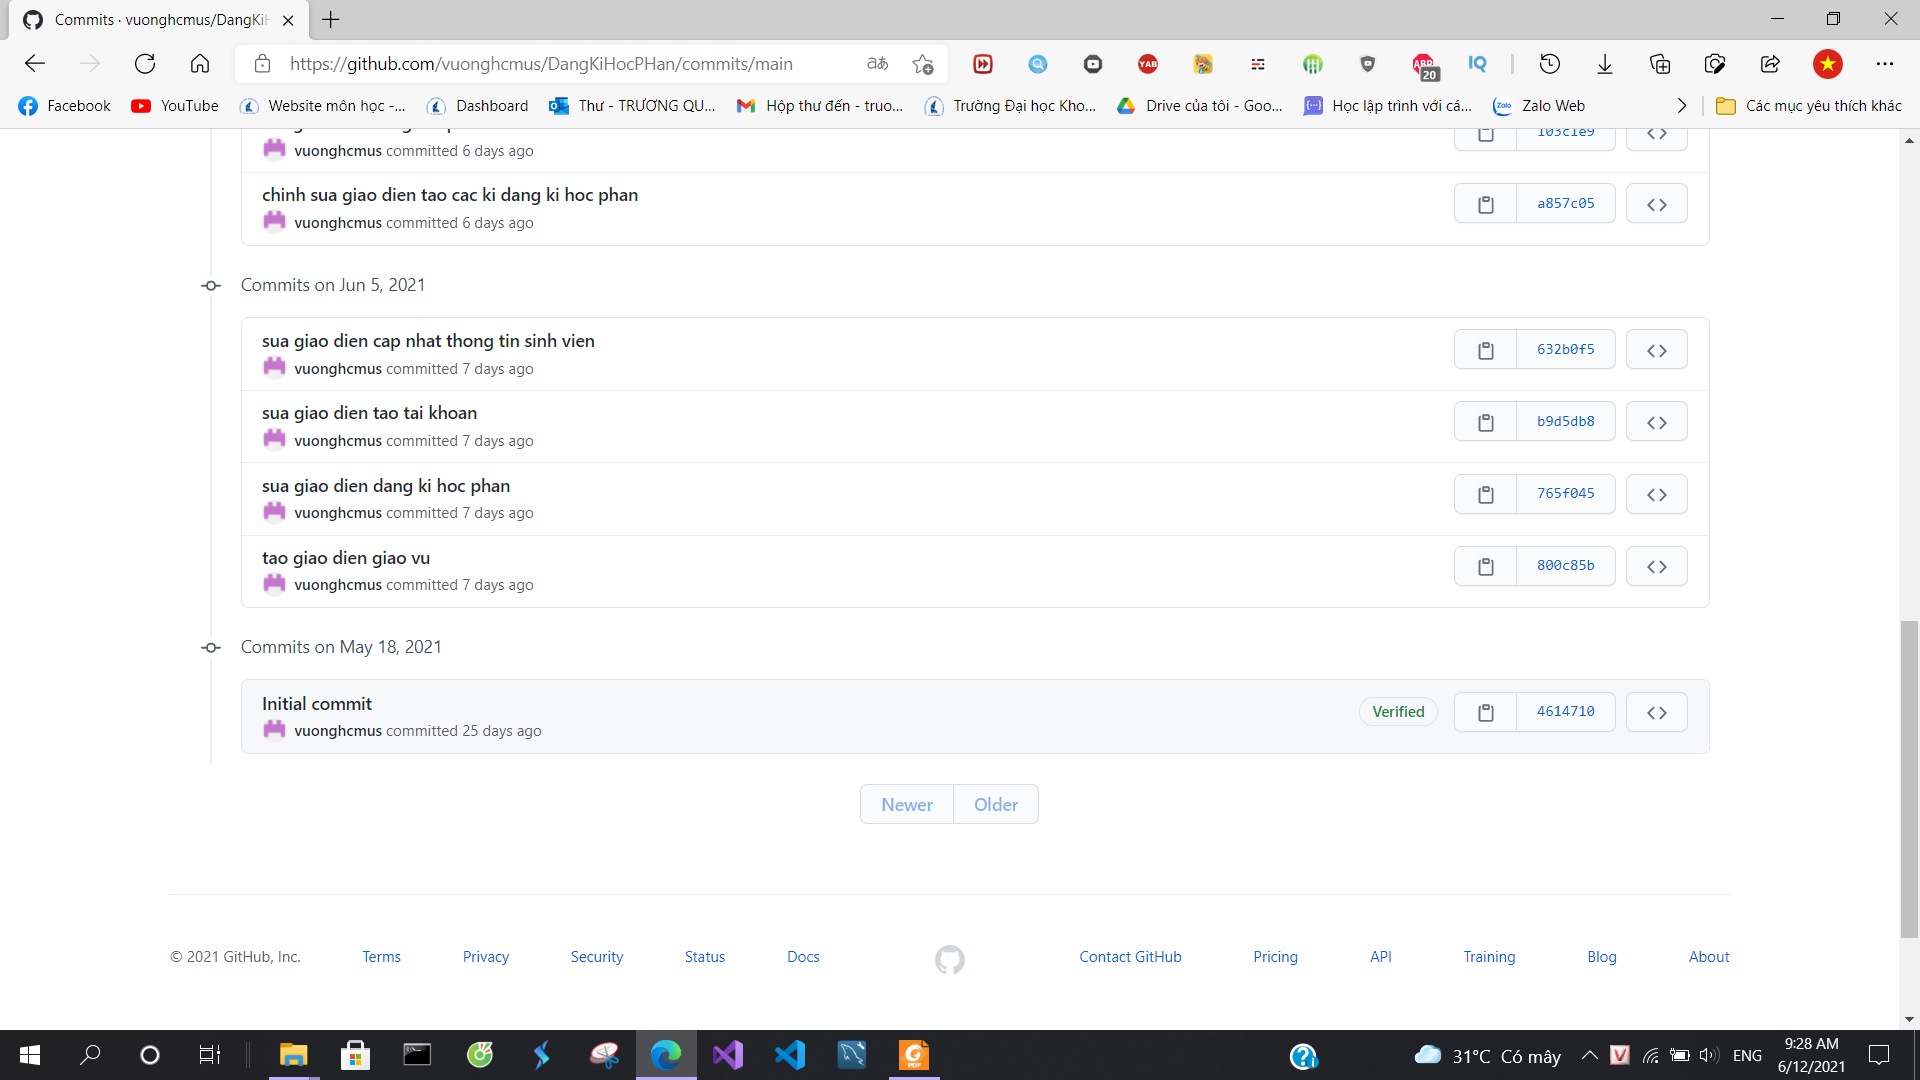 Commits · vuonghcmus/DangKiH
https://github.com/vuonghcmus/DangKiHocPHan/commits/main
aあ
YAB
ABP
20
IQ
Facebook
YouTube
Website môn học -...
Dashboard
Thư - TRƯƠNG QU...
Hộp thư đến - truo...
Trường Đại học Kho...
Drive của tôi - Goo...
Học lập trình với cá...
Zalo
Zalo Web
Các mục yêu thích khác
103c1e9
vuonghcmus committed 6 days ago
chinh sua giao dien tao cac ki dang ki hoc phan
a857c05
vuonghcmus committed 6 days ago
Commits on Jun 5, 2021
sua giao dien cap nhat thong tin sinh vien
632b0f5
vuonghcmus committed 7 days ago
sua giao dien tao tai khoan
b9d5db8
vuonghcmus committed 7 days ago
sua giao dien dang ki hoc phan
765f045
vuonghcmus committed 7 days ago
tao giao dien giao vu
800c85b
vuonghcmus committed 7 days ago
Commits on May 18, 2021
Initial commit
Verified
4614710
vuonghcmus committed 25 days ago
Newer
Older
© 2021 GitHub, Inc.
Terms
Privacy
Security
Status
Docs
Contact GitHub
Pricing
API
Training
Blog
About
PDF
31°C Có mây
V
ENG
9:28 AM
6/12/2021